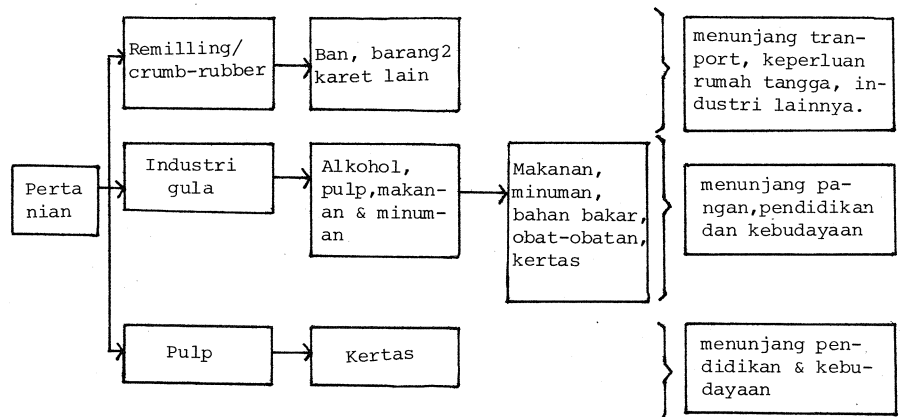 Remilling/
crumb-rubber
Ban, barang2
karet lain
menunjang tran-
port, keperluan
rumah tangga, in-
dustri lainnya.
Perta
nian
Industri
gula
Alkohol,
pulp,makan-
an & minum-
an
Makanan,
minuman,
bahan bakar,
obat-obatan,
kertas
menunjang pa-
ngan,pendidikan
dan kebudayaan
Pulp
Kertas
menunjang pen-
didikan & kebu-
dayaan